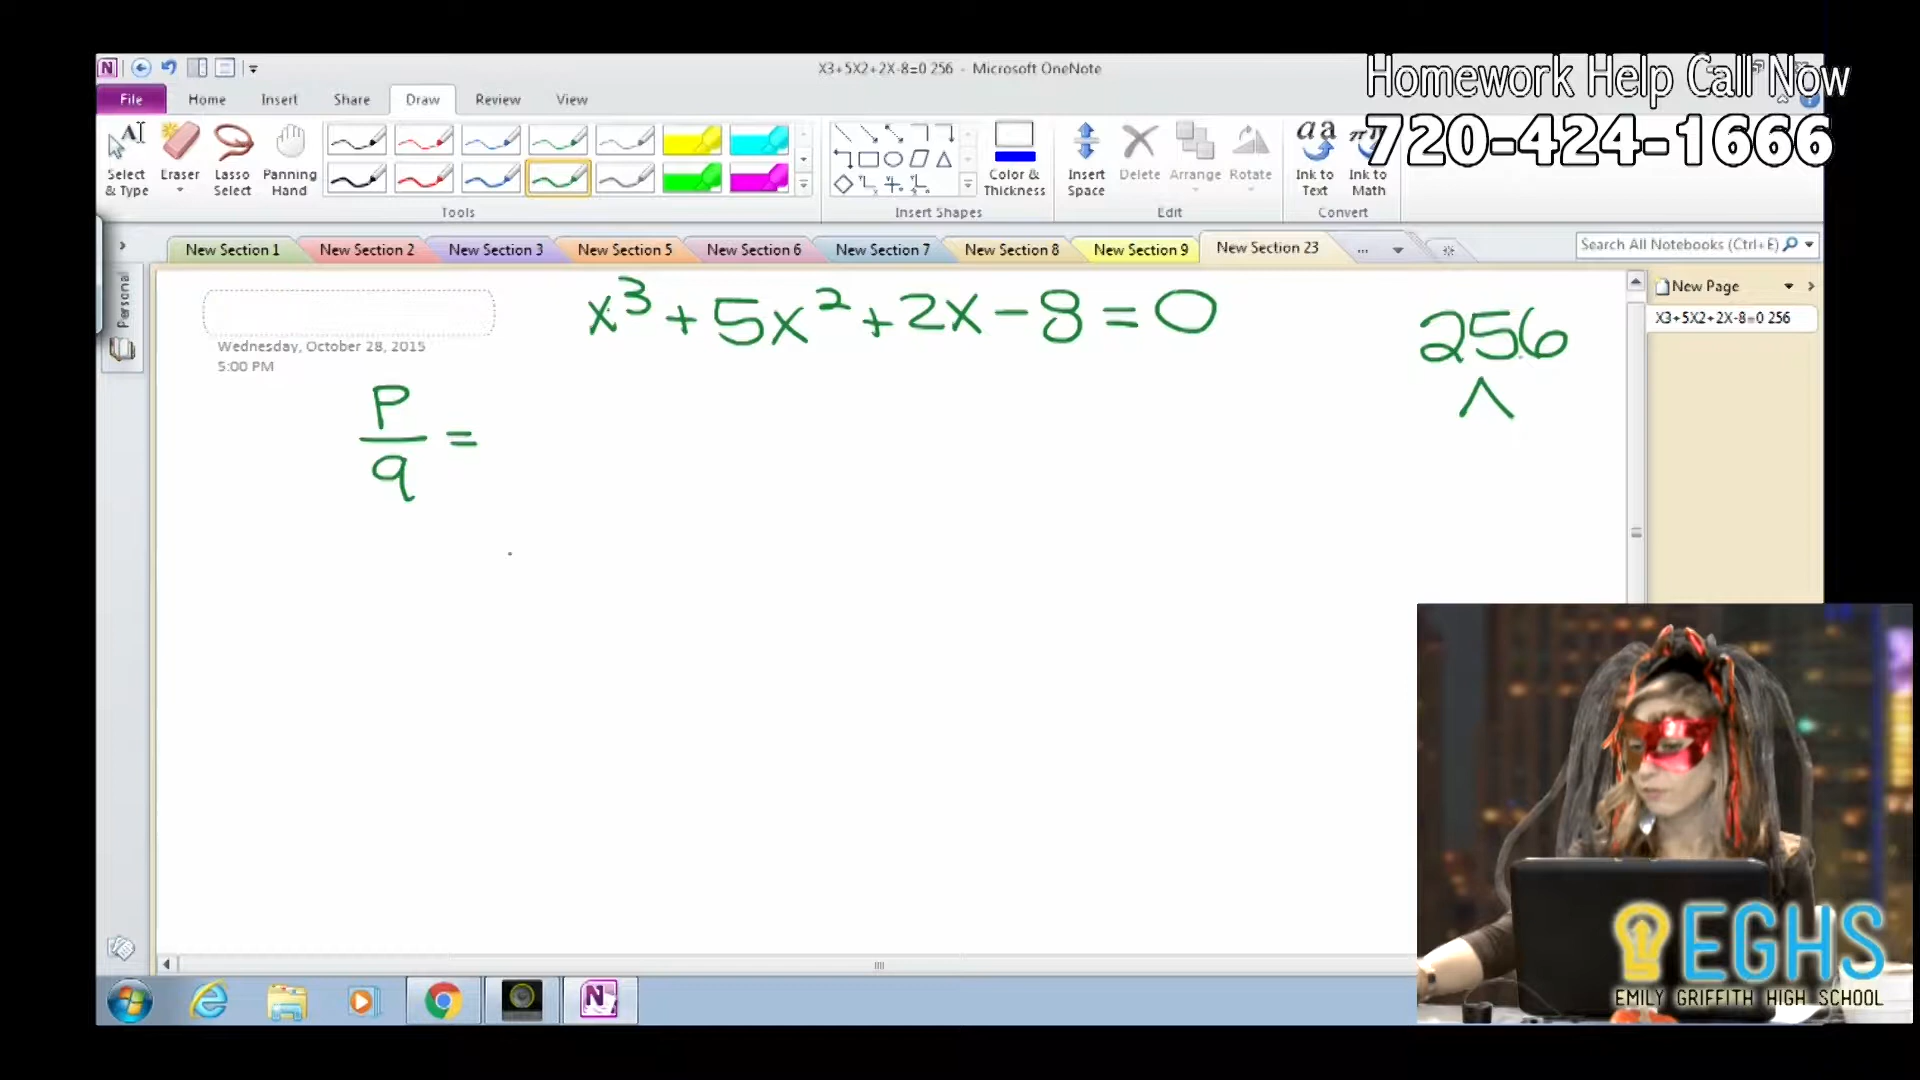 X3+5X2+2X-8=0 256 - Microsoft OneNote
Homework Help Call Now
720-424-1666
File Home Insert Share Draw Review View
Select & Type
Eraser
Lasso Select
Panning Hand
Color & Thickness
Insert Space
Delete
Arrange
Rotate
Ink to Text
Ink to Math
Tools
Insert Shapes
Edit
Convert
New Section 1 New Section 2 New Section 3 New Section 5 New Section 6 New Section 7 New Section 8 New Section 9 New Section 23 ...
Search All Notebooks (Ctrl+E)
Personal
New Page
X3+5X2+2X-8=0 256
x³ + 5x² + 2x - 8 = 0
256
^
Wednesday, October 28, 2015
5:00 PM
P
q =
EGHS
EMILY GRIFFITH HIGH SCHOOL